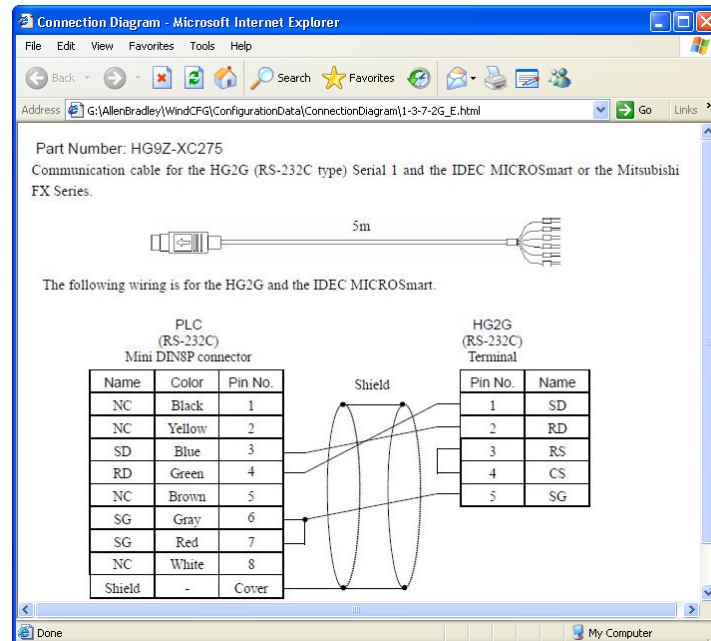 Connection Diagram - Microsoft Internet Explorer
File Edit View Favorites Tools Help
Back Search Favorites
Address G:\AllenBradley\WindCFG\ConfigurationData\ConnectionDiagram\1-3-7-2G_E.html Go Links
Part Number: HG9Z-XC275
Communication cable for the HG2G (RS-232C type) Serial 1 and the IDEC MICROSmart or the Mitsubishi
FX Series.
5m
The following wiring is for the HG2G and the IDEC MICROSmart.
PLC
(RS-232C)
Mini DIN8P connector
HG2G
(RS-232C)
Terminal
Name Color Pin No. Shield Pin No. Name
NC Black 1 1 SD
NC Yellow 2 2 RD
SD Blue 3 3 RS
RD Green 4 4 CS
NC Brown 5 5 SG
SG Gray 6
SG Red 7
NC White 8
Shield - Cover
Done My Computer